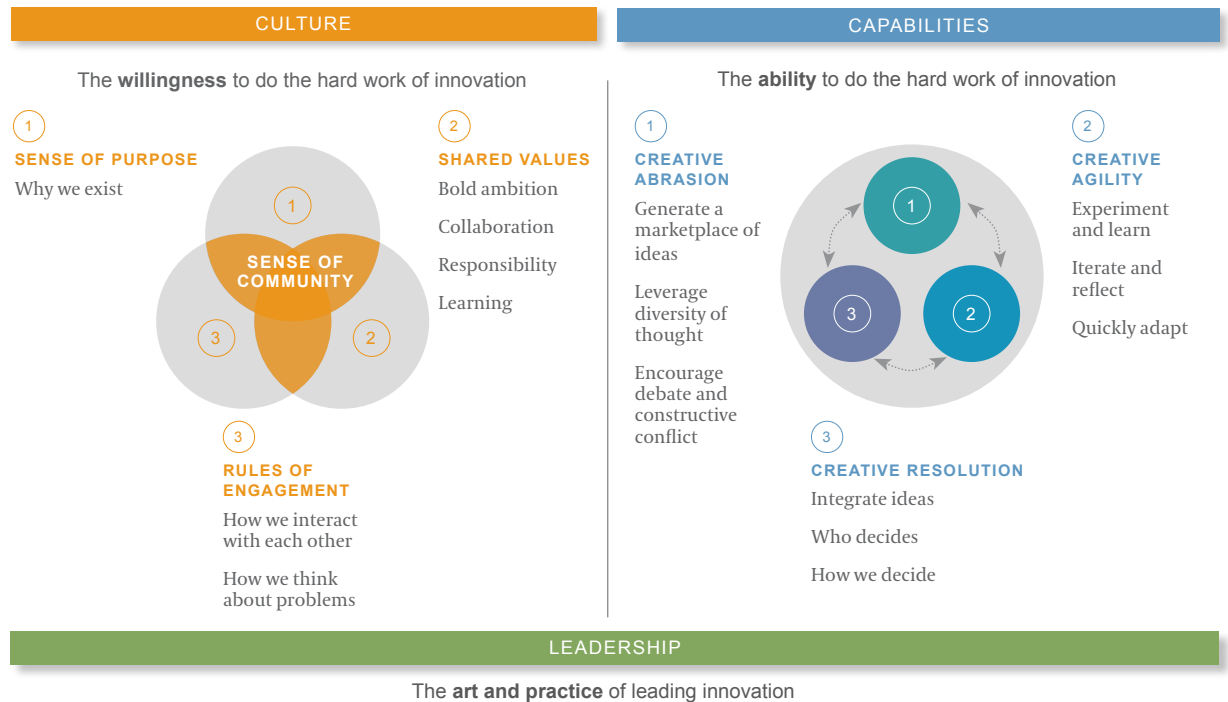 CULTURE
The willingness to do the hard work of innovation
1
SENSE OF PURPOSE
Why we exist
2
SHARED VALUES
Bold ambition
Collaboration
Responsibility
Learning
1
SENSE OF
COMMUNITY
3
2
3
RULES OF
ENGAGEMENT
How we interact
with each other
How we think
about problems
CAPABILITIES
The ability to do the hard work of innovation
1
CREATIVE
ABRASION
Generate a
marketplace of
ideas
Leverage
diversity of
thought
Encourage
debate and
constructive
conflict
1
3
2
2
CREATIVE
AGILITY
Experiment
and learn
Iterate and
reflect
Quickly adapt
3
CREATIVE RESOLUTION
Integrate ideas
Who decides
How we decide
LEADERSHIP
The art and practice of leading innovation